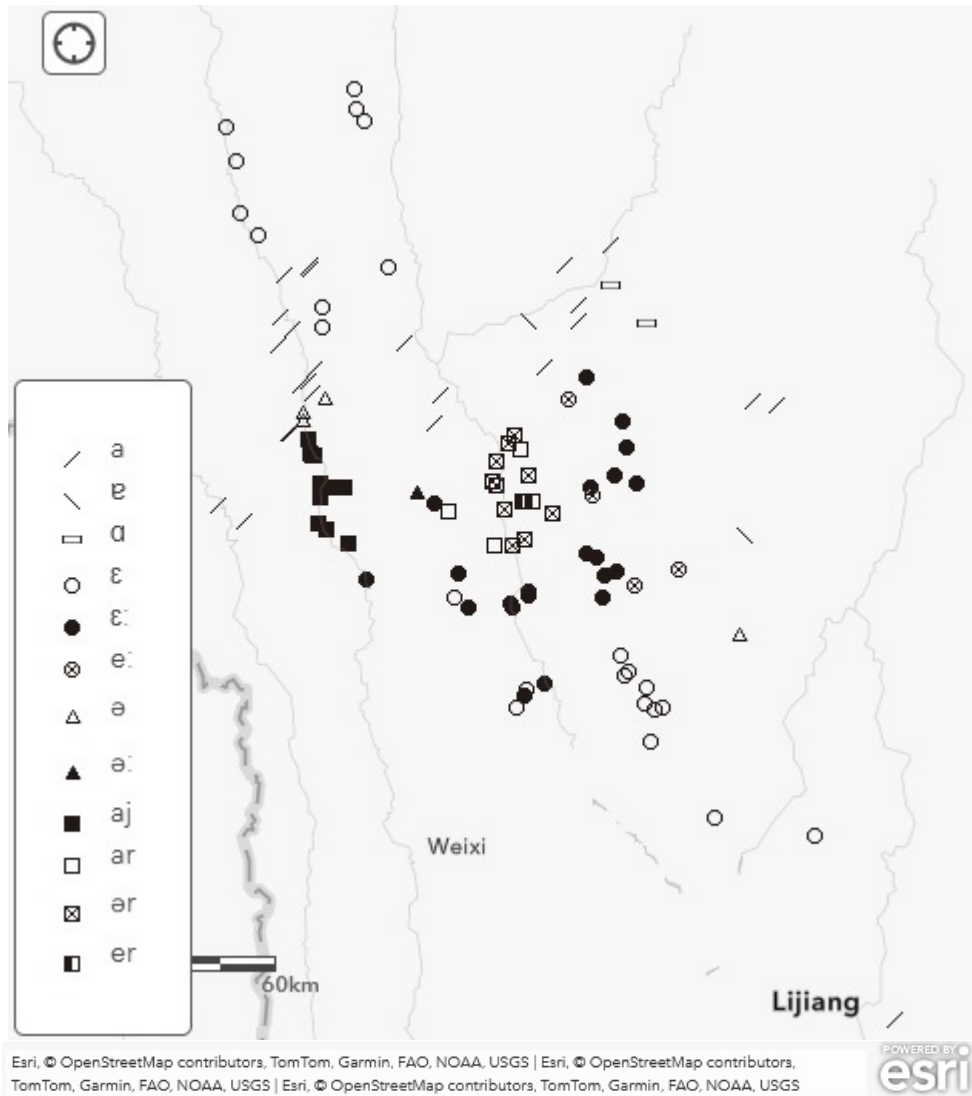 a
ɐ
ɑ
ɛ
ɛː
eː
ə
əː
aj
ar
ər
er
Weixi
60km
Lijiang
Esri, © OpenStreetMap contributors, TomTom, Garmin, FAO, NOAA, USGS | Esri, © OpenStreetMap contributors,
TomTom, Garmin, FAO, NOAA, USGS | Esri, © OpenStreetMap contributors, TomTom, Garmin, FAO, NOAA, USGS
POWERED BY
esri